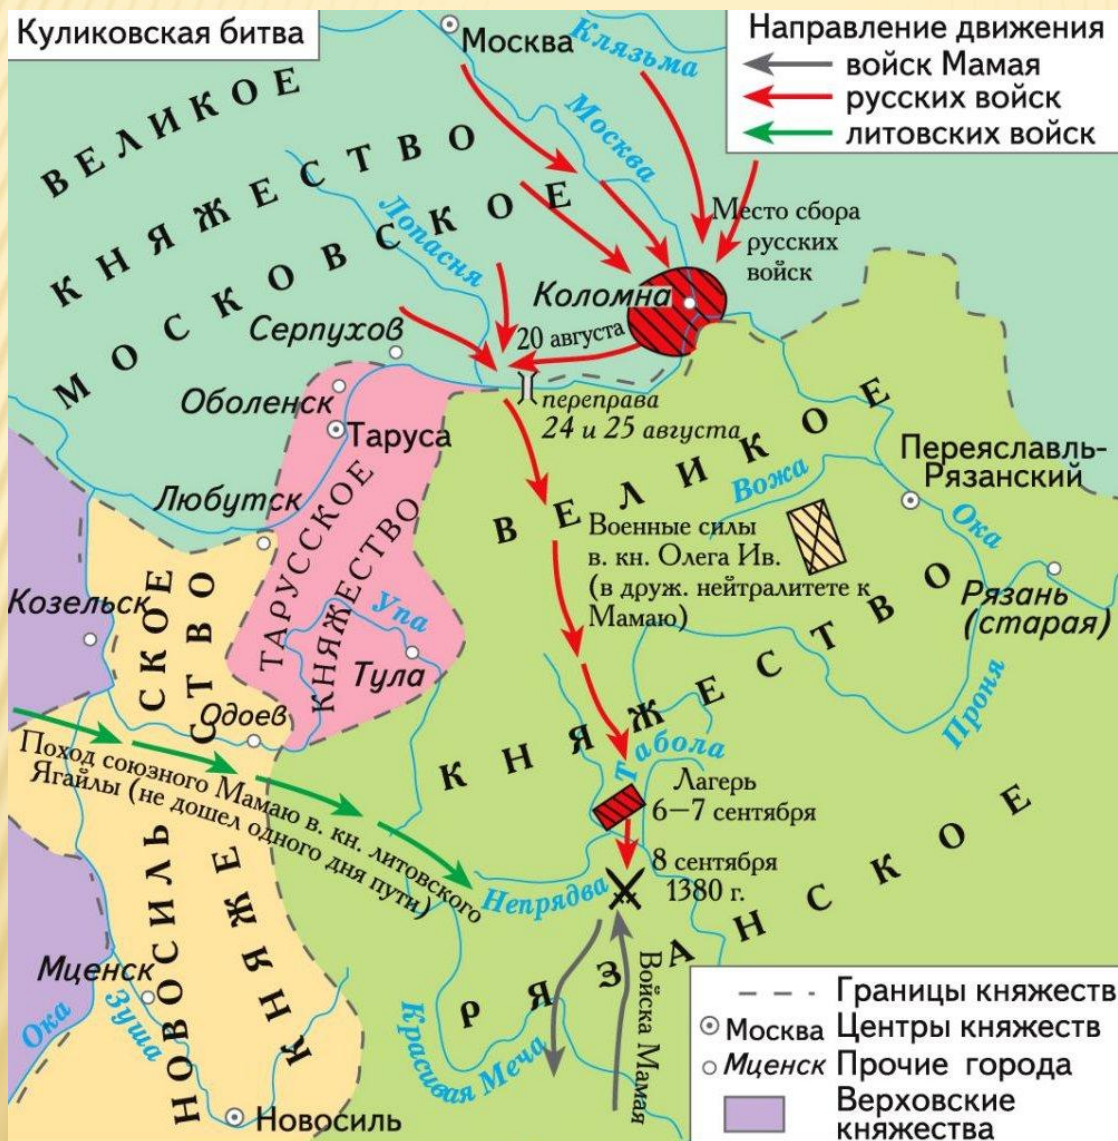 Куликовская битва
Москва
Клязьма
Направление движения
войск Мамая
русских войск
литовских войск
ВЕЛИКОЕ
КНЯЖЕСТВО
МОСКОВСКОЕ
Москва
Лопасня
Место сбора
русских
войск
Коломна
20 августа
Серпухов
Оболенск
Таруса
переправа
24 и 25 августа
Любутск
ТАРУССКОЕ
КНЯЖЕСТВО
ВЕЛИКОЕ
КНЯЖЕСТВО
РЯЗАНСКОЕ
Переяславль-
Рязанский
Вожа
Ока
Военные силы
в. кн. Олега Ив.
(в друж. нейтралитете к
Мамаю)
Рязань
(старая)
Проня
Козельск
Упа
Тула
Одоев
НОВОСИЛЬСКОЕ
КНЯЖЕСТВО
Поход союзного Мамаю в. кн. литовского
Ягайлы (не дошел одного дня пути)
Табола
Лагерь
6–7 сентября
8 сентября
1380 г.
Непрядва
Войска Мамая
Красивая Меча
Мценск
Ока
Зуша
Новосиль
Границы княжеств
Москва Центры княжеств
Мценск Прочие города
Верховские
княжества